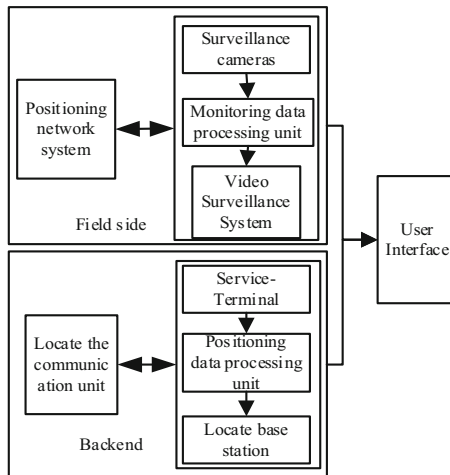 Surveillance
cameras
Positioning
network
system
Monitoring data
processing unit
Video
Surveillance
System
Field side
User
Interface
Service-
Terminal
Locate the
communic
ation unit
Positioning
data processing
unit
Locate base
station
Backend